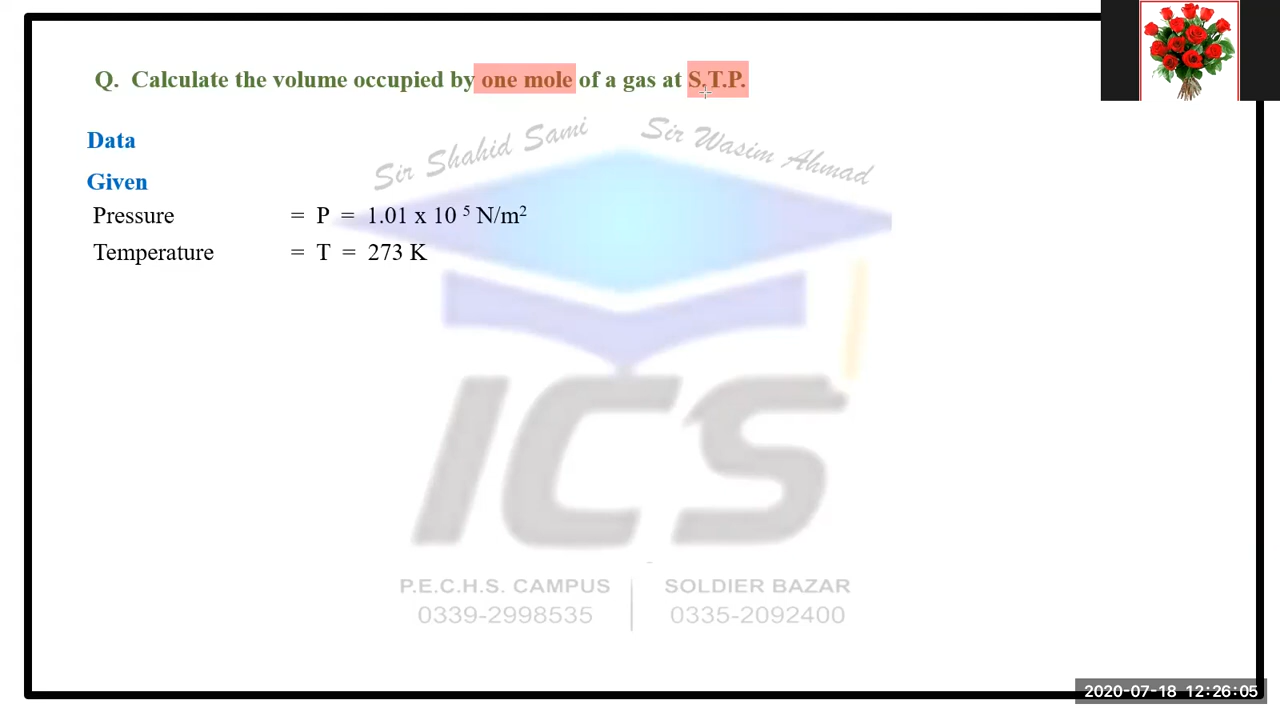 Q. Calculate the volume occupied by one mole of a gas at S.T.P.
Sir Shahid Sami Sir Wasim Ahmad
Data
Given
Pressure = P = 1.01 x 10 ⁵ N/m²
Temperature = T = 273 K
ICS
P.E.C.H.S. CAMPUS SOLDIER BAZAR
0339-2998535 0335-2092400
2020-07-18 12:26:05